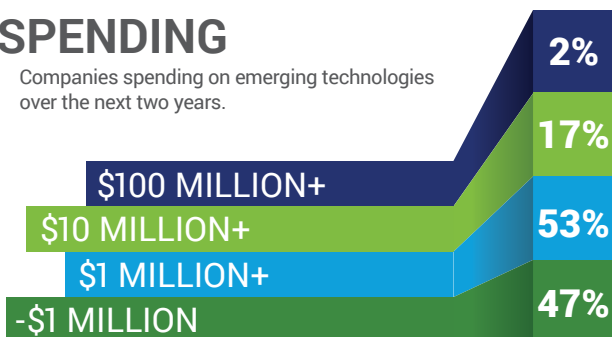 SPENDING
Companies spending on emerging technologies
over the next two years.
2%
17%
$100 MILLION+
$10 MILLION+
53%
$1 MILLION+
47%
-$1 MILLION